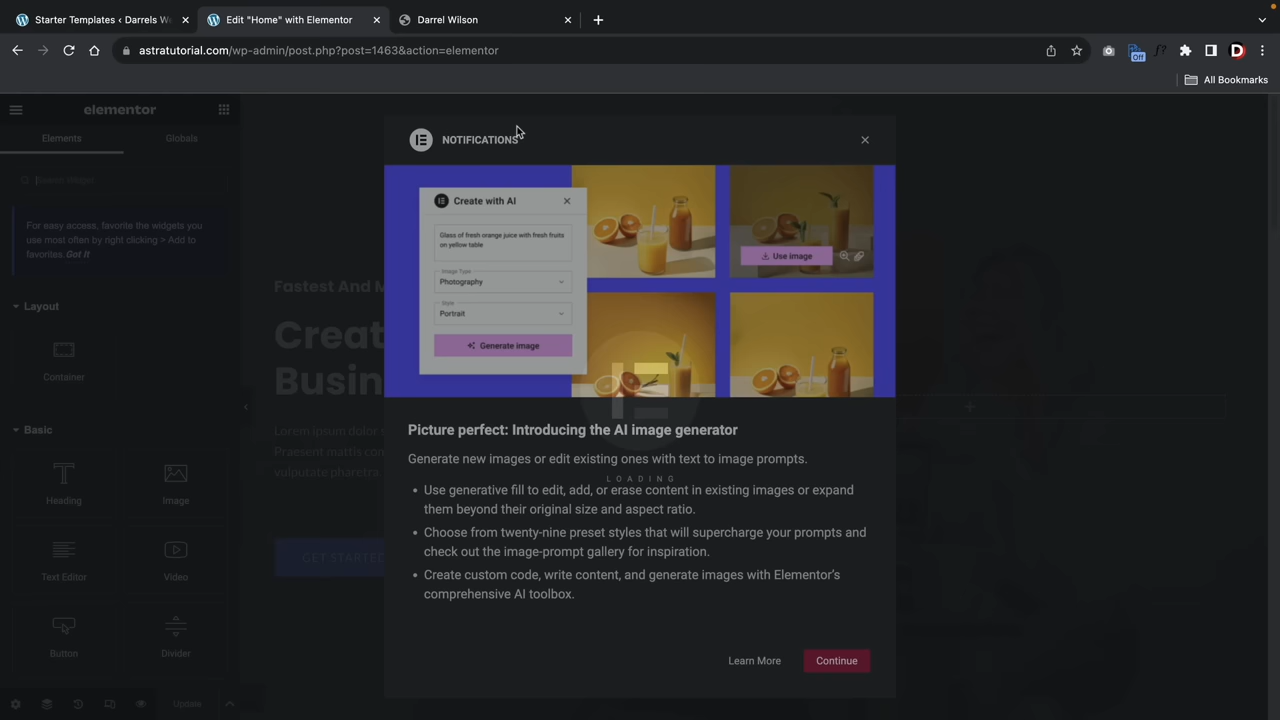 Starter Templates ‹ Darrels We
Edit "Home" with Elementor
Darrel Wilson
astratutorial.com/wp-admin/post.php?post=1463&action=elementor
Off
f?
D
All Bookmarks
elementor
Elements
Globals
For easy access, favorite the widgets you
use most often by right clicking > Add to
favorites. Got It
Layout
Container
Basic
Heading
Image
Text Editor
Video
Button
Divider
Update
Fastest And M
Creat
Busin
Lorem ipsum dolor s
Praesent mattis con
vulputate pharetra
GET STARTED
NOTIFICATIONS
Create with AI
Glass of fresh orange juice with fresh fruits
on yellow table
Image Type
Photography
Style
Portrait
Generate image
Use image
Picture perfect: Introducing the AI image generator
Generate new images or edit existing ones with text to image prompts.
LOADING
• Use generative fill to edit, add, or erase content in existing images or expand
them beyond their original size and aspect ratio.
• Choose from twenty-nine preset styles that will supercharge your prompts and
check out the image-prompt gallery for inspiration.
• Create custom code, write content, and generate images with Elementor's
comprehensive AI toolbox.
Learn More
Continue